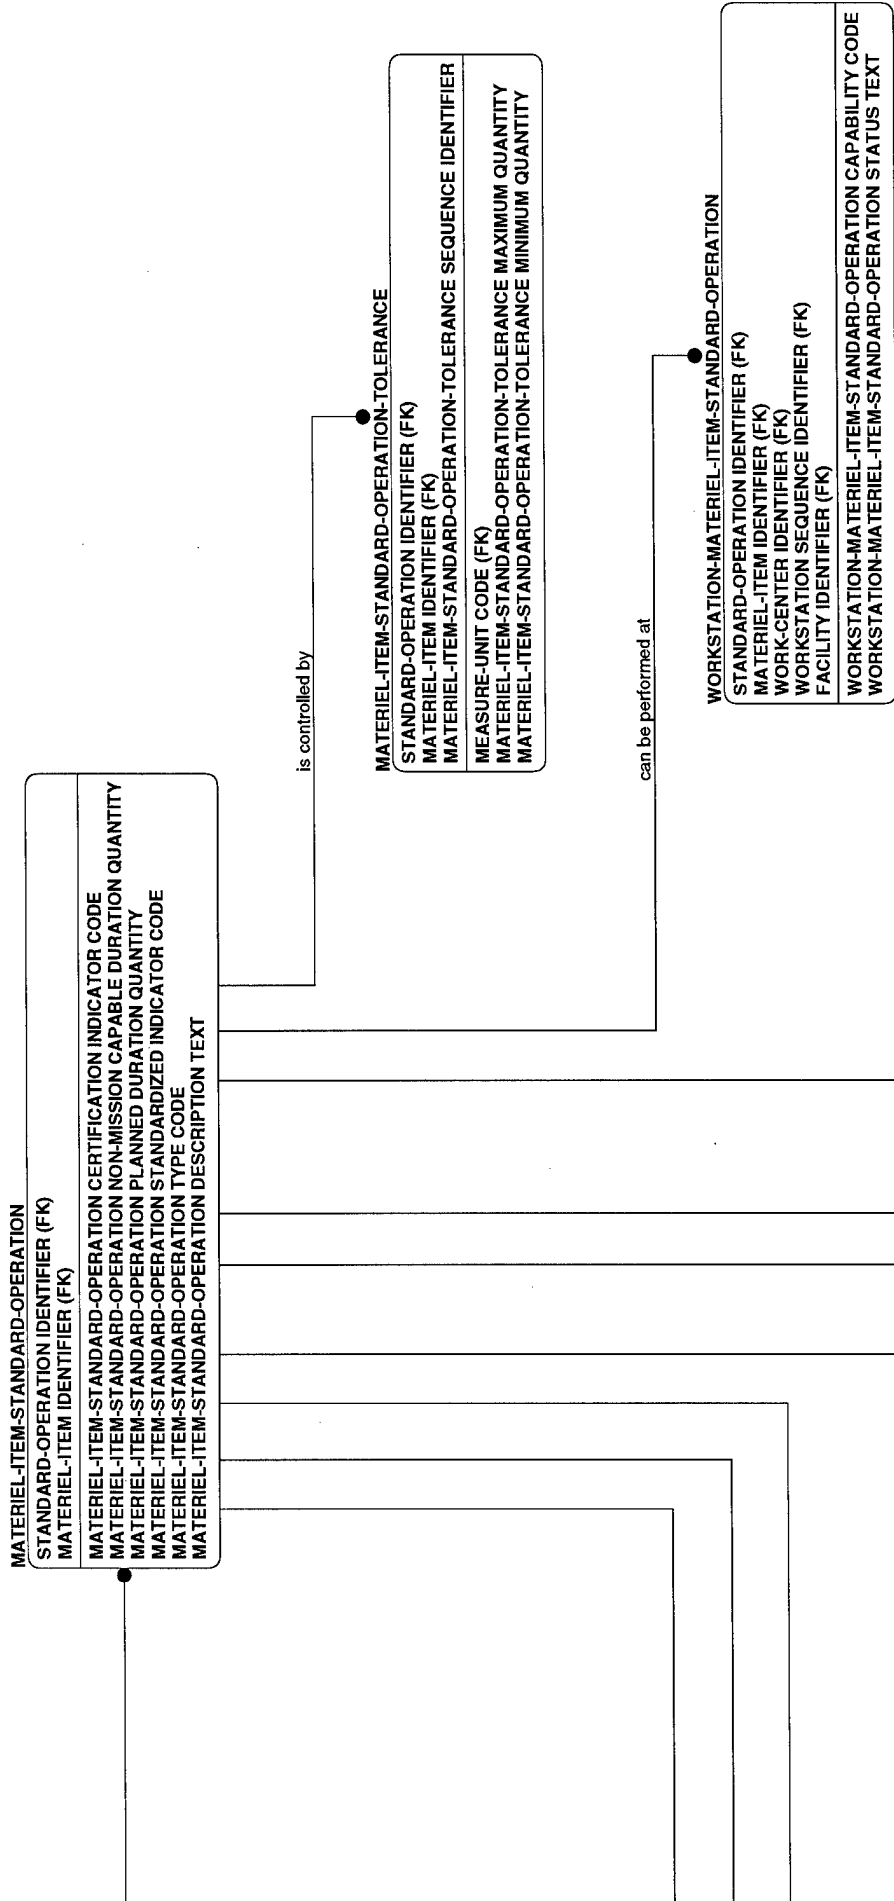 MATERIEL-ITEM-STANDARD-OPERATION
STANDARD-OPERATION IDENTIFIER (FK)
MATERIEL-ITEM IDENTIFIER (FK)
MATERIEL-ITEM-STANDARD-OPERATION CERTIFICATION INDICATOR CODE
MATERIEL-ITEM-STANDARD-OPERATION NON-MISSION CAPABLE DURATION QUANTITY
MATERIEL-ITEM-STANDARD-OPERATION PLANNED DURATION QUANTITY
MATERIEL-ITEM-STANDARD-OPERATION STANDARDIZED INDICATOR CODE
MATERIEL-ITEM-STANDARD-OPERATION TYPE CODE
MATERIEL-ITEM-STANDARD-OPERATION DESCRIPTION TEXT
is controlled by
MATERIEL-ITEM-STANDARD-OPERATION-TOLERANCE
STANDARD-OPERATION IDENTIFIER (FK)
MATERIEL-ITEM IDENTIFIER (FK)
MATERIEL-ITEM-STANDARD-OPERATION-TOLERANCE SEQUENCE IDENTIFIER
MEASURE-UNIT CODE (FK)
MATERIEL-ITEM-STANDARD-OPERATION-TOLERANCE MAXIMUM QUANTITY
MATERIEL-ITEM-STANDARD-OPERATION-TOLERANCE MINIMUM QUANTITY
can be performed at
WORKSTATION-MATERIEL-ITEM-STANDARD-OPERATION
STANDARD-OPERATION IDENTIFIER (FK)
MATERIEL-ITEM IDENTIFIER (FK)
WORK-CENTER IDENTIFIER (FK)
WORKSTATION SEQUENCE IDENTIFIER (FK)
FACILITY IDENTIFIER (FK)
WORKSTATION-MATERIEL-ITEM-STANDARD-OPERATION CAPABILITY CODE
WORKSTATION-MATERIEL-ITEM-STANDARD-OPERATION STATUS TEXT